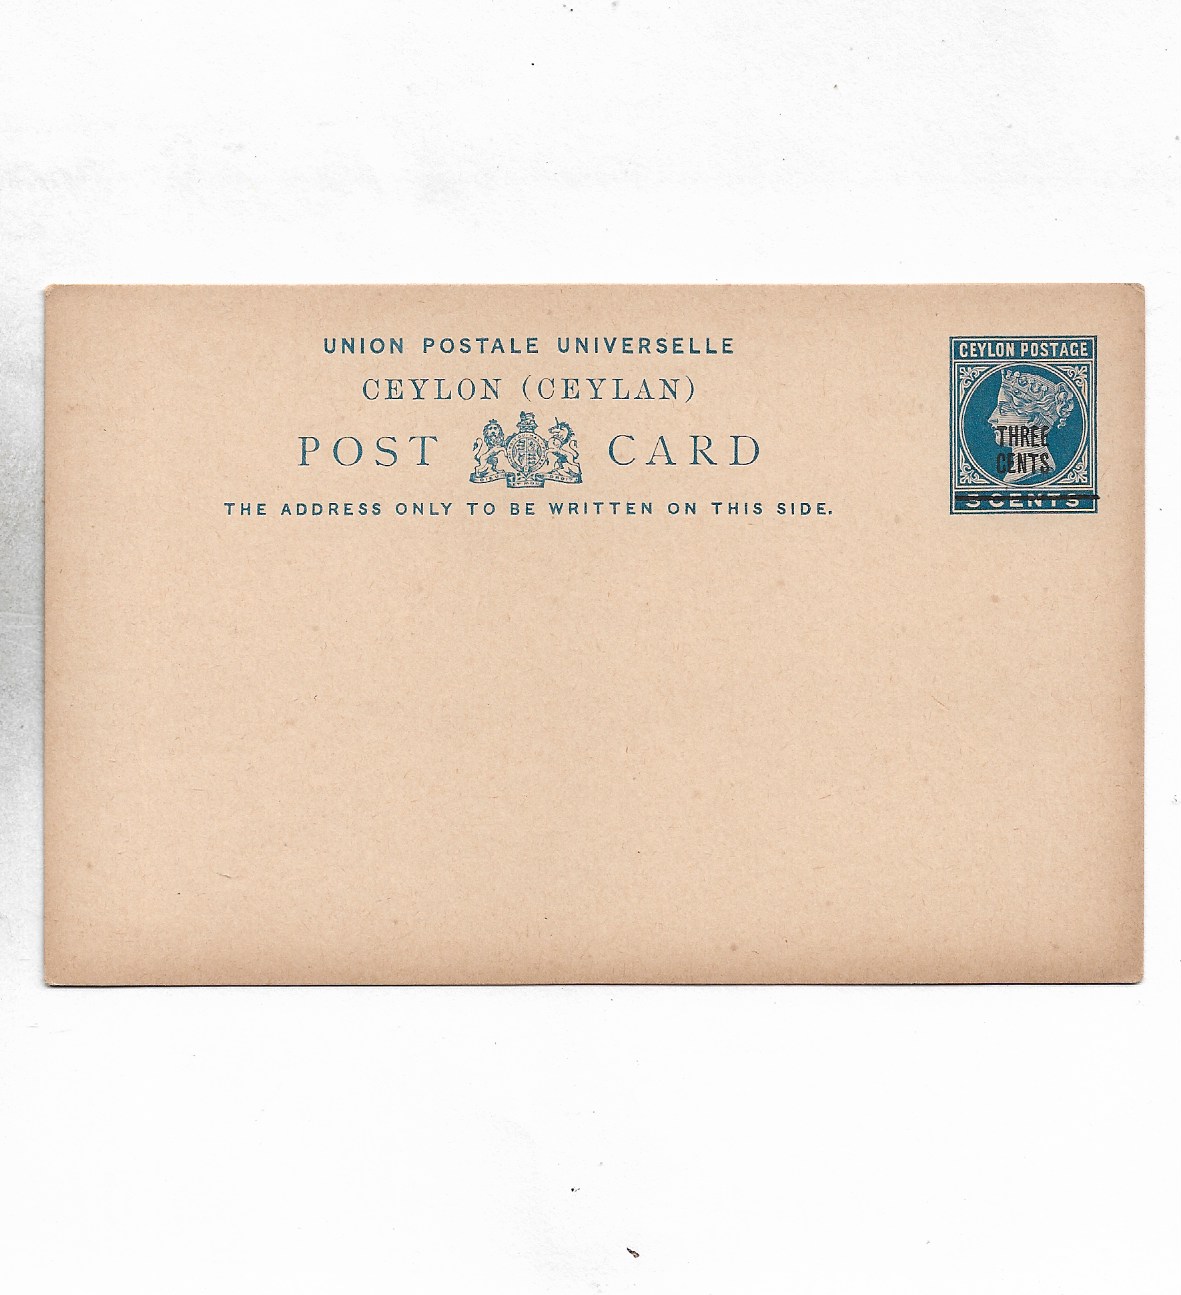 UNION POSTALE UNIVERSELLE
CEYLON (CEYLAN)
POST CARD
THE ADDRESS ONLY TO BE WRITTEN ON THIS SIDE.
CEYLON POSTAGE
THREE
CENTS
5 CENTS